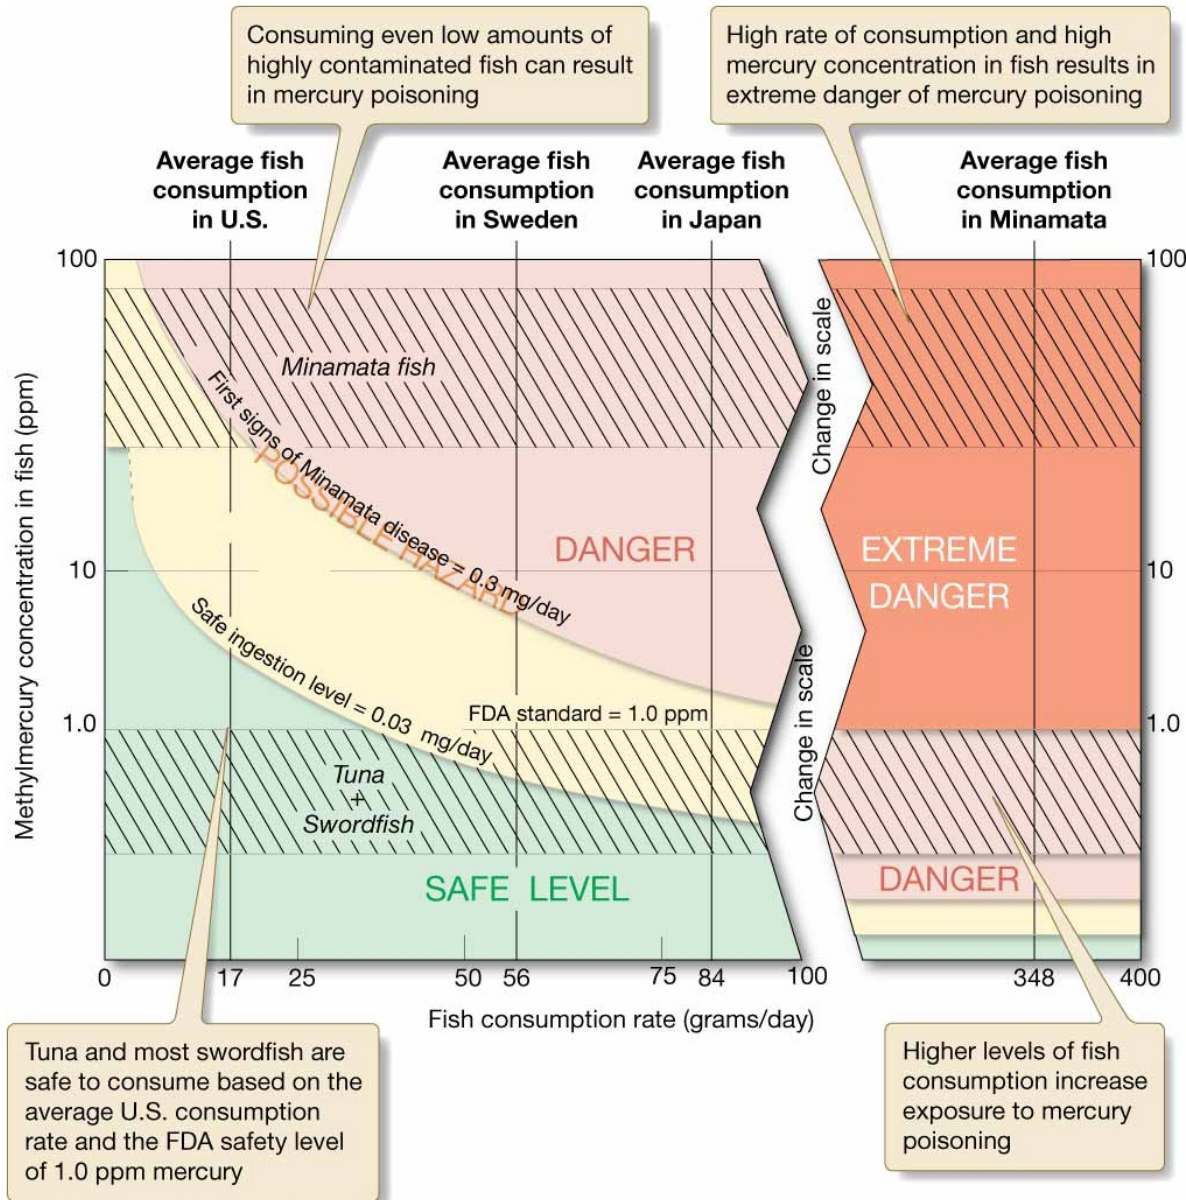 Consuming even low amounts of
highly contaminated fish can result
in mercury poisoning
High rate of consumption and high
mercury concentration in fish results in
extreme danger of mercury poisoning
Average fish
consumption
in U.S.
Average fish
consumption
in Sweden
Average fish
consumption
in Japan
Average fish
consumption
in Minamata
100
10
1.0
Methylmercury concentration in fish (ppm)
Minamata fish
First signs of Minamata disease = 0.3 mg/day
POSSIBLE HAZARD
DANGER
Safe ingestion level = 0.03 mg/day
FDA standard = 1.0 ppm
Tuna
+
Swordfish
SAFE LEVEL
Change in scale
Change in scale
EXTREME
DANGER
DANGER
100
10
1.0
0 17 25 50 56 75 84 100 348 400
Fish consumption rate (grams/day)
Tuna and most swordfish are
safe to consume based on the
average U.S. consumption
rate and the FDA safety level
of 1.0 ppm mercury
Higher levels of fish
consumption increase
exposure to mercury
poisoning